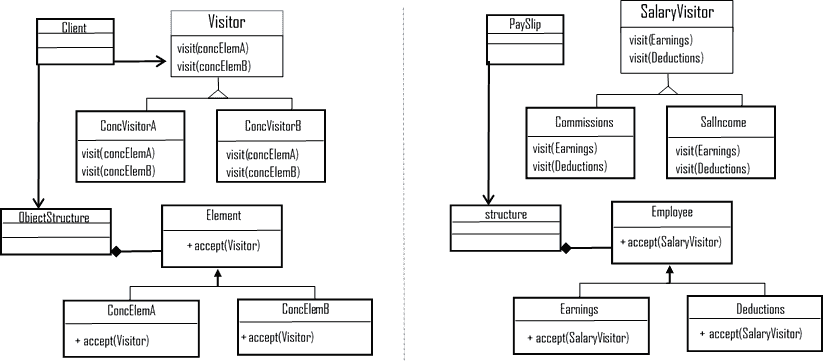 Client
Visitor
visit(concElemA)
visit(concElemB)
ConcVisitorA
visit(concElemA)
visit(concElemB)
ConcVisitorB
visit(concElemA)
visit(concElemB)
ObjectStructure
Element
+ accept(Visitor)
ConcElemA
+ accept(Visitor)
ConcElemB
+ accept(Visitor)
PaySlip
SalaryVisitor
visit(Earnings)
visit(Deductions)
Commissions
visit(Earnings)
visit(Deductions)
SalIncome
visit(Earnings)
visit(Deductions)
structure
Employee
+ accept(SalaryVisitor)
Earnings
+ accept(SalaryVisitor)
Deductions
+ accept(SalaryVisitor)